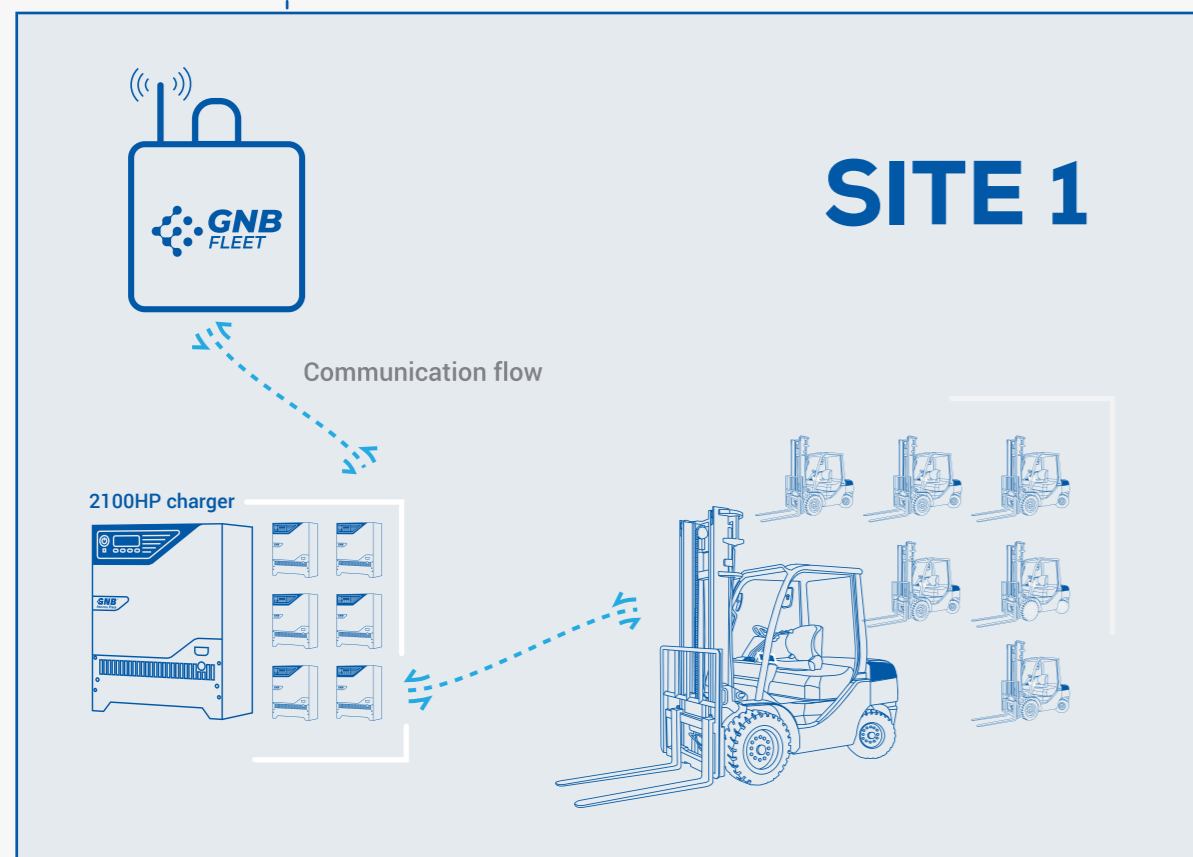 SITE 1
GNB
FLEET
Communication flow
2100HP charger
GNB